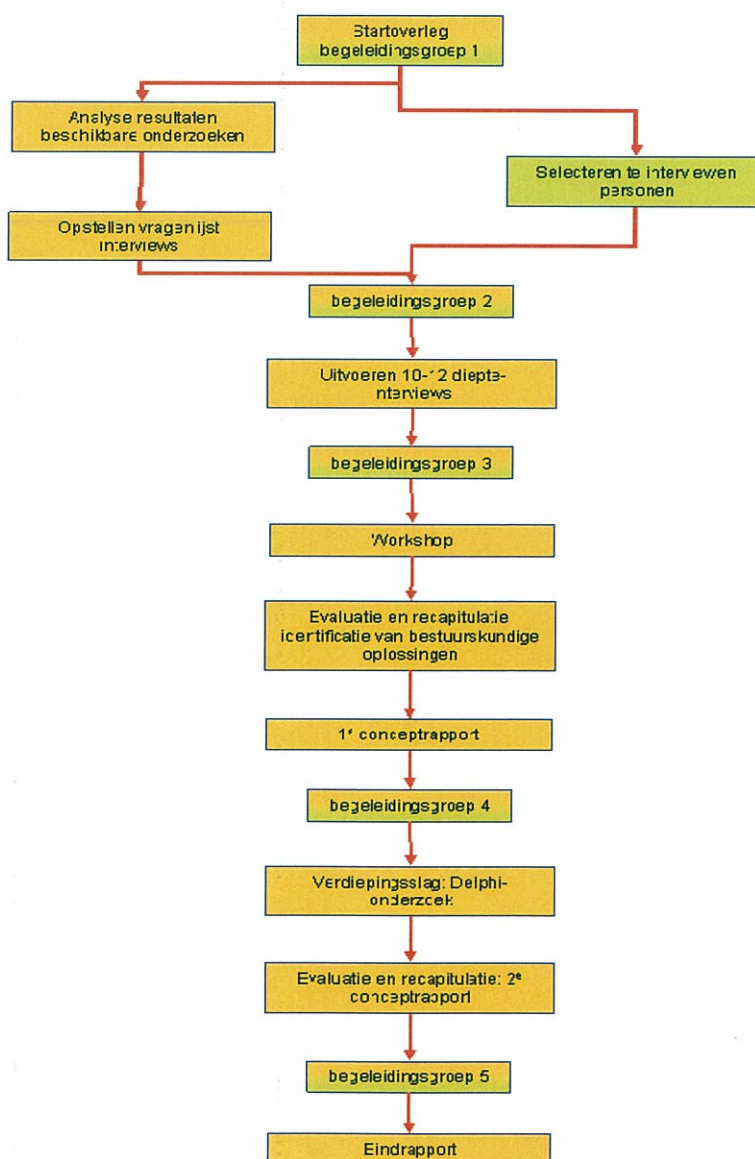 Startoverleg
begeleidingsgroep 1
Analyse resultaten
beschikbare onderzoeken
Selecteren te interviewen
personen
Opstellen vragenlijst
interviews
begeleidingsgroep 2
Uitvoeren 10-12 diepte-
interviews
begeleidingsgroep 3
Workshop
Evaluatie en recapitulatie
identificatie van bestuurskundige
oplossingen
1e conceptrapport
begeleidingsgroep 4
Verdiepingsslag: Delphi-
onderzoek
Evaluatie en recapitulatie: 2e
conceptrapport
begeleidingsgroep 5
Eindrapport